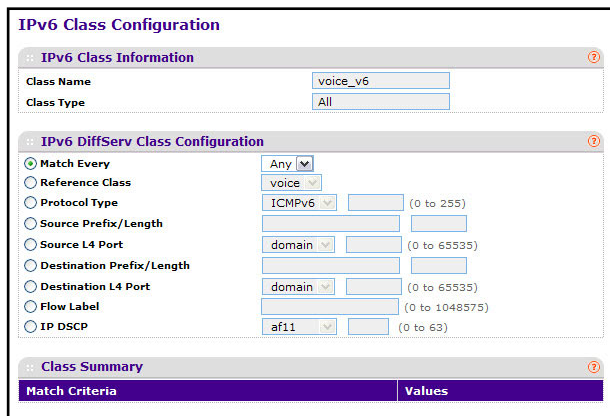 IPv6 Class Configuration
IPv6 Class Information
Class Name voice_v6
Class Type All
IPv6 DiffServ Class Configuration
Match Every Any
Reference Class voice
Protocol Type ICMPv6 (0 to 255)
Source Prefix/Length
Source L4 Port domain (0 to 65535)
Destination Prefix/Length
Destination L4 Port domain (0 to 65535)
Flow Label (0 to 1048575)
IP DSCP af11 (0 to 63)
Class Summary
Match Criteria Values